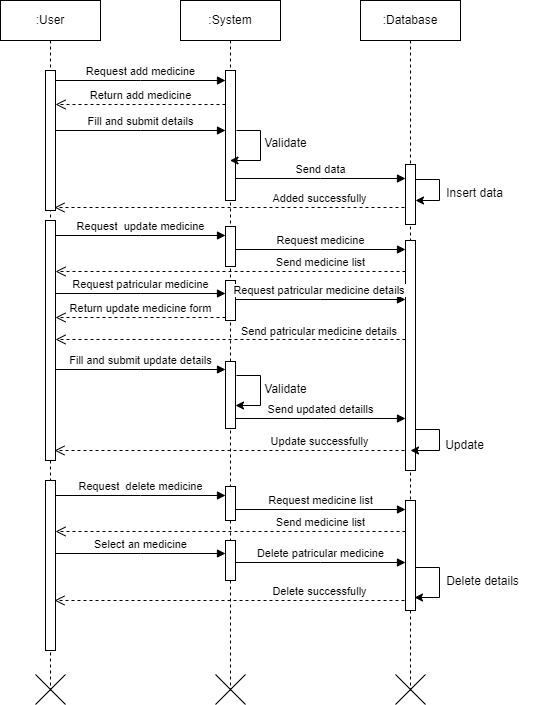 :User
:System
:Database
Request add medicine
Return add medicine
Fill and submit details
Validate
Send data
Insert data
Added successfully
Request update medicine
Request medicine
Send medicine list
Request patricular medicine
Request patricular medicine details
Return update medicine form
Send patricular medicine details
Fill and submit update details
Validate
Send updated detaills
Update successfully
Update
Request delete medicine
Request medicine list
Send medicine list
Select an medicine
Delete patricular medicine
Delete details
Delete successfully